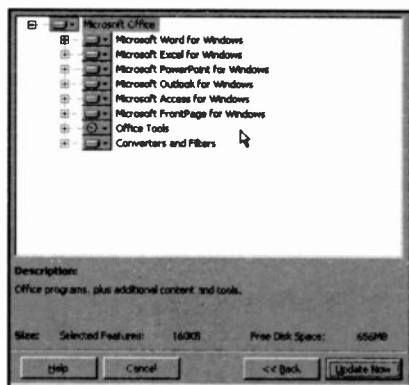 Microsoft Office
Microsoft Word for Windows
Microsoft Excel for Windows
Microsoft PowerPoint for Windows
Microsoft Outlook for Windows
Microsoft Access for Windows
Microsoft FrontPage for Windows
Office Tools
Converters and Filters
Description:
Office programs, plus additional content and tools.
Size: Selected Features: 160KB Free Disk Space: 656MB
Help Cancel << Back Update Now